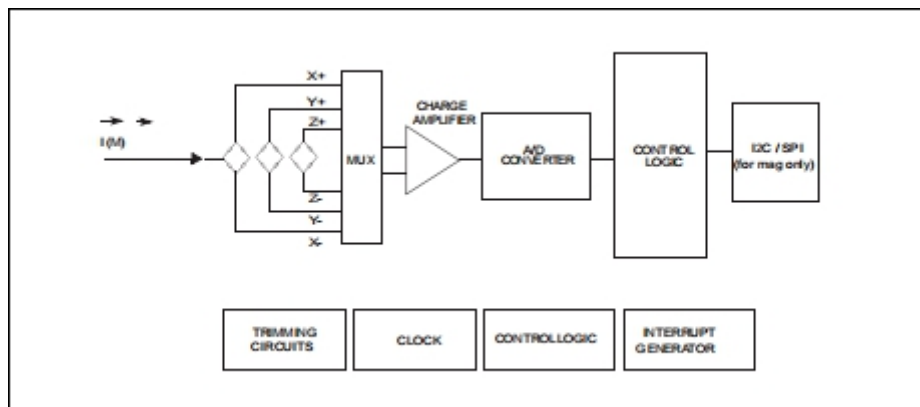 X+
Y+
Z+
I(M)
MUX
CHARGE
AMPLIFIER
A/D
CONVERTER
CONTROL
LOGIC
I2C / SPI
(for mag only)
Z-
Y-
X-
TRIMMING
CIRCUITS
CLOCK
CONTROLLOGIC
INTERRUPT
GENERATOR